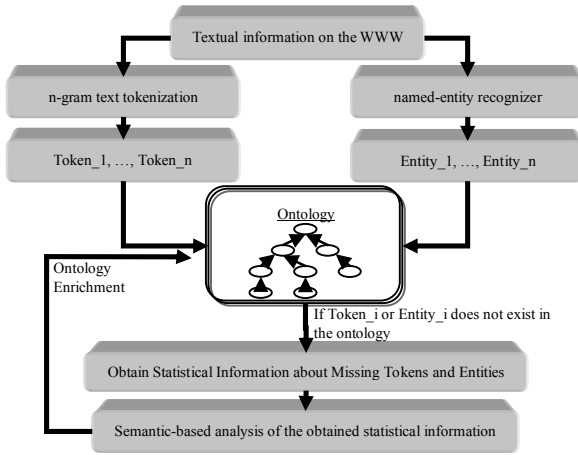 Textual information on the WWW
n-gram text tokenization
named-entity recognizer
Token_1, …, Token_n
Entity_1, …, Entity_n
Ontology
Ontology
Enrichment
If Token_i or Entity_i does not exist in
the ontology
Obtain Statistical Information about Missing Tokens and Entities
Semantic-based analysis of the obtained statistical information